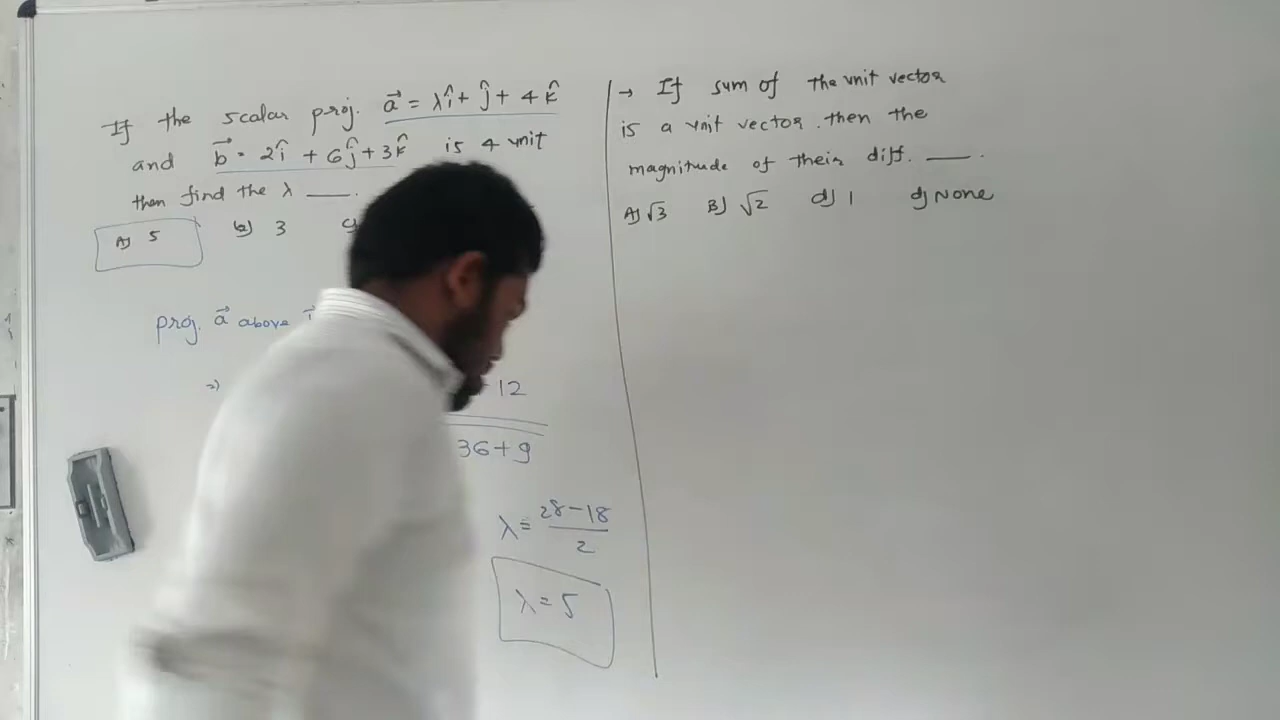 If the scalar proj. a⃗ = λî + ĵ + 4k̂
and b⃗ = 2î + 6ĵ + 3k̂ is 4 unit
then find the λ ___.
A) 5 b) 3 c)
proj. a⃗ above
=) 12
36+9
λ = 28-18
2
λ = 5
→ If sum of the unit vector
is a unit vector. then the
magnitude of their diff. ___.
A) √3 B) √2 d) 1 d) None